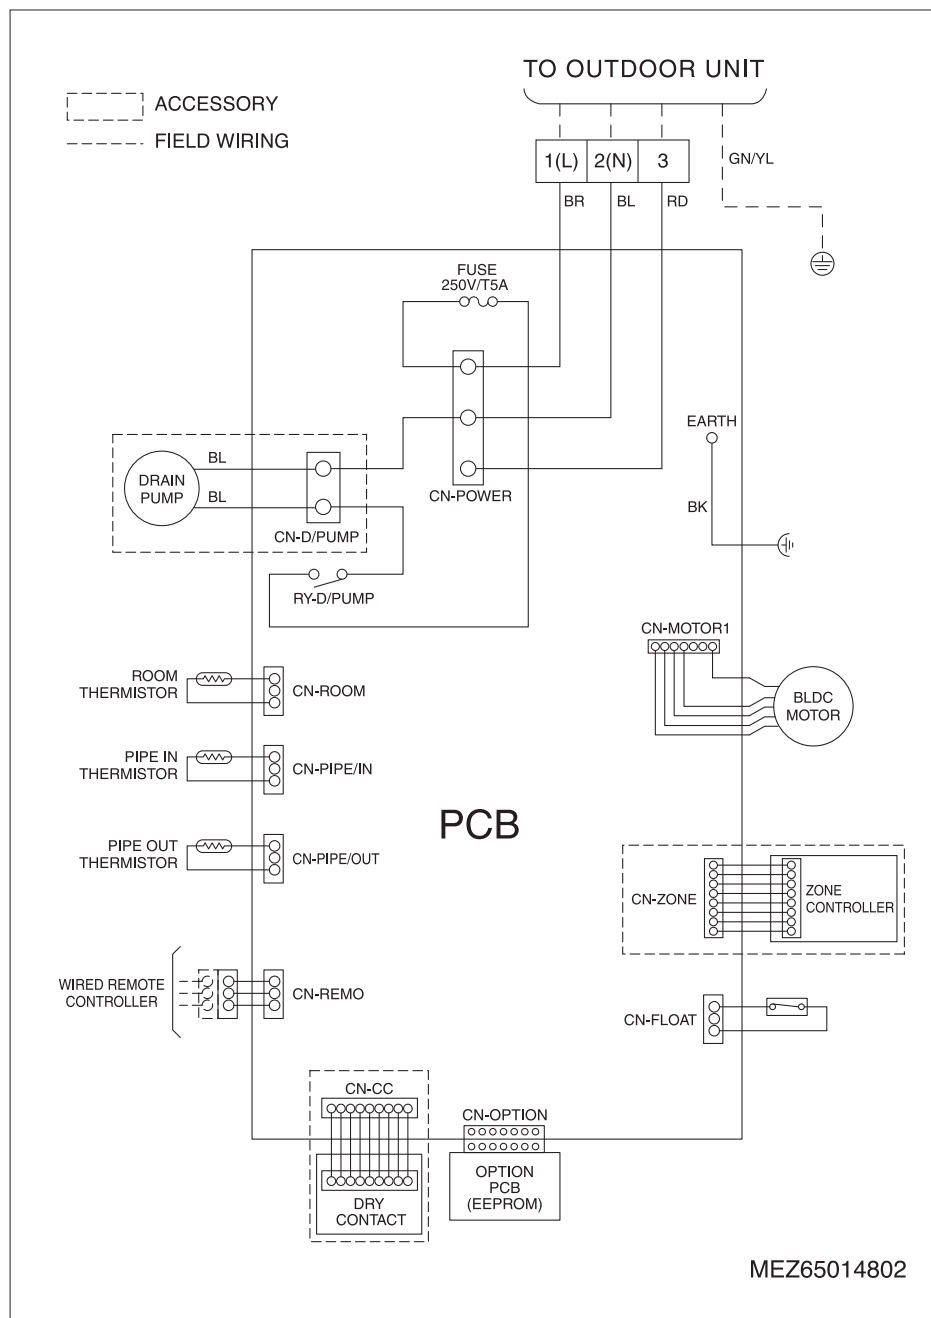 TO OUTDOOR UNIT
ACCESSORY
FIELD WIRING
1(L) 2(N) 3
GN/YL
BR BL RD
FUSE
250V/T5A
EARTH
BL
DRAIN
PUMP
BL
CN-POWER
BK
CN-D/PUMP
RY-D/PUMP
CN-MOTOR1
ROOM
THERMISTOR
CN-ROOM
BLDC
MOTOR
PIPE IN
THERMISTOR
CN-PIPE/IN
PCB
PIPE OUT
THERMISTOR
CN-PIPE/OUT
CN-ZONE
ZONE
CONTROLLER
WIRED REMOTE
CONTROLLER
CN-REMO
CN-FLOAT
CN-CC
CN-OPTION
OPTION
PCB
(EEPROM)
DRY
CONTACT
MEZ65014802